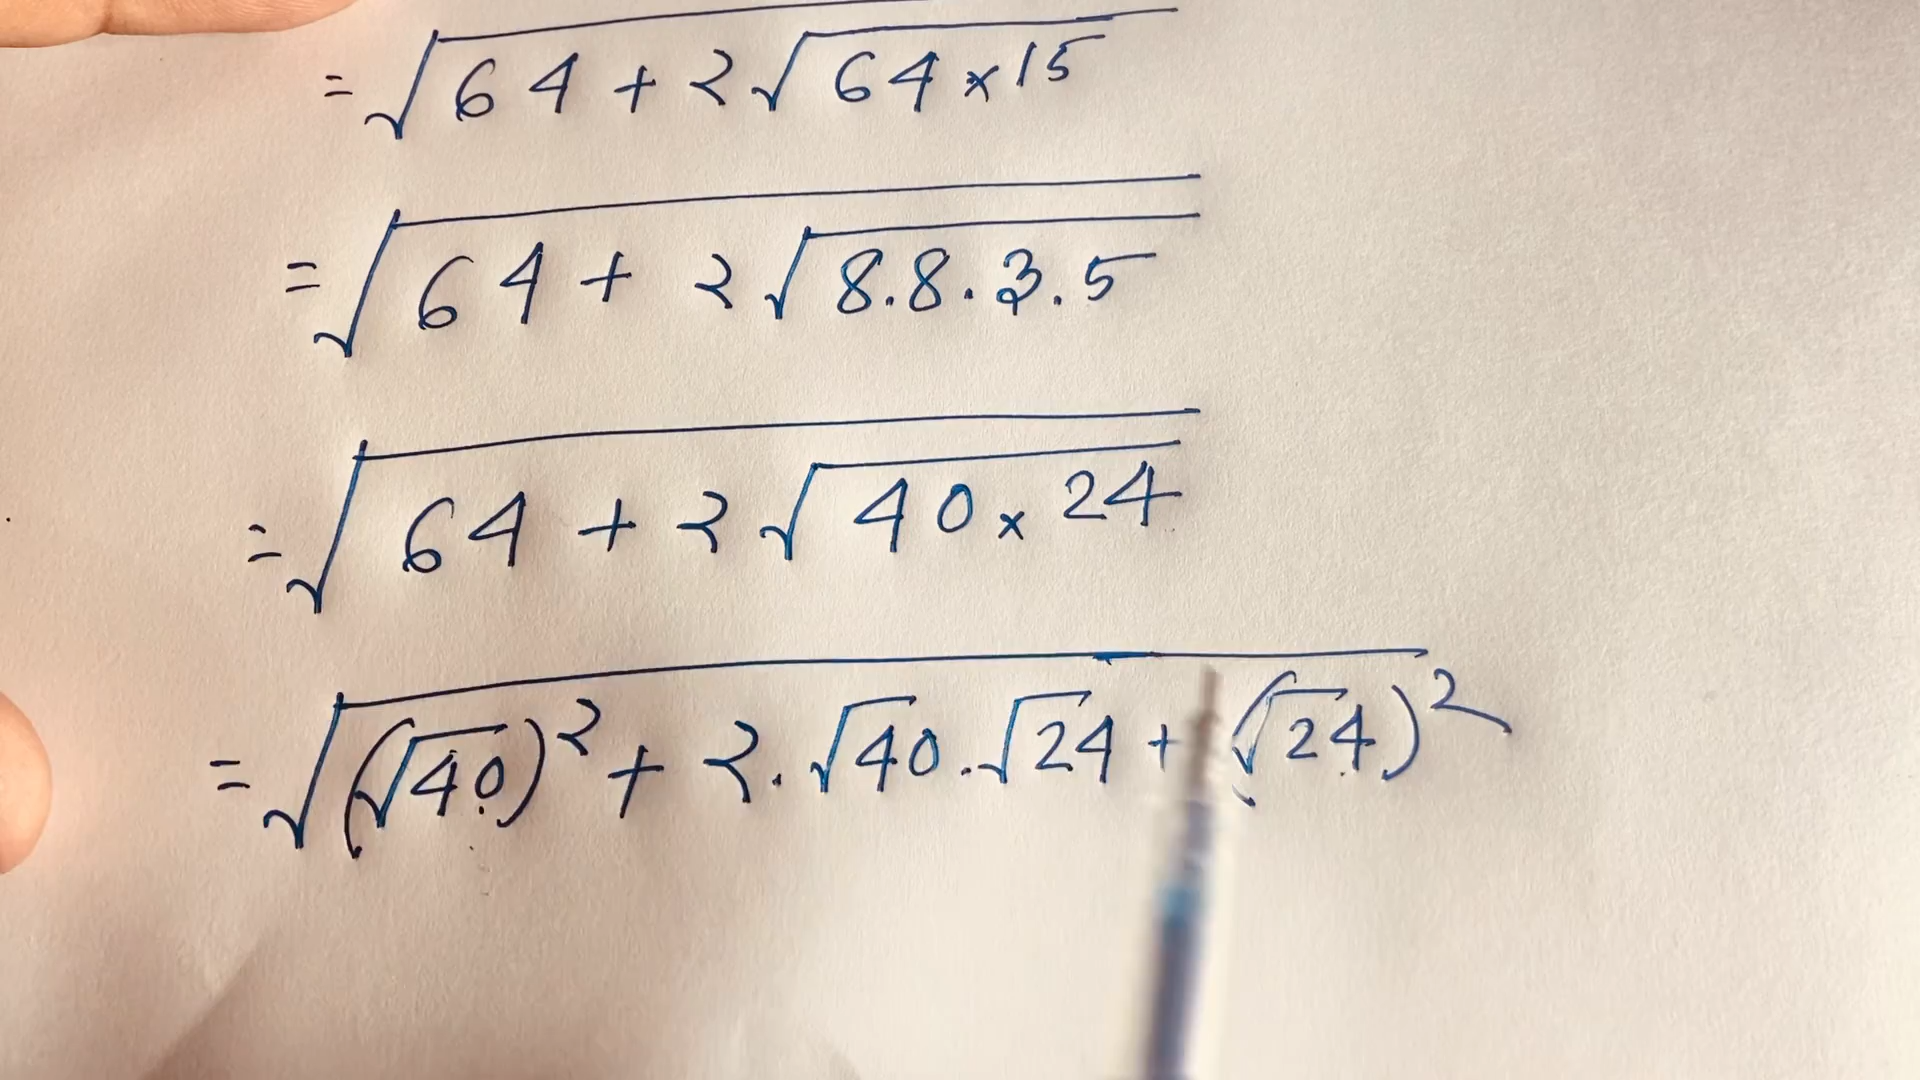 = √(64 + 2√(64 × 15))
= √(64 + 2√(8.8.3.5))
= √(64 + 2√(40 × 24))
= √((√40)² + 2.√40.√24 + (√24)²)